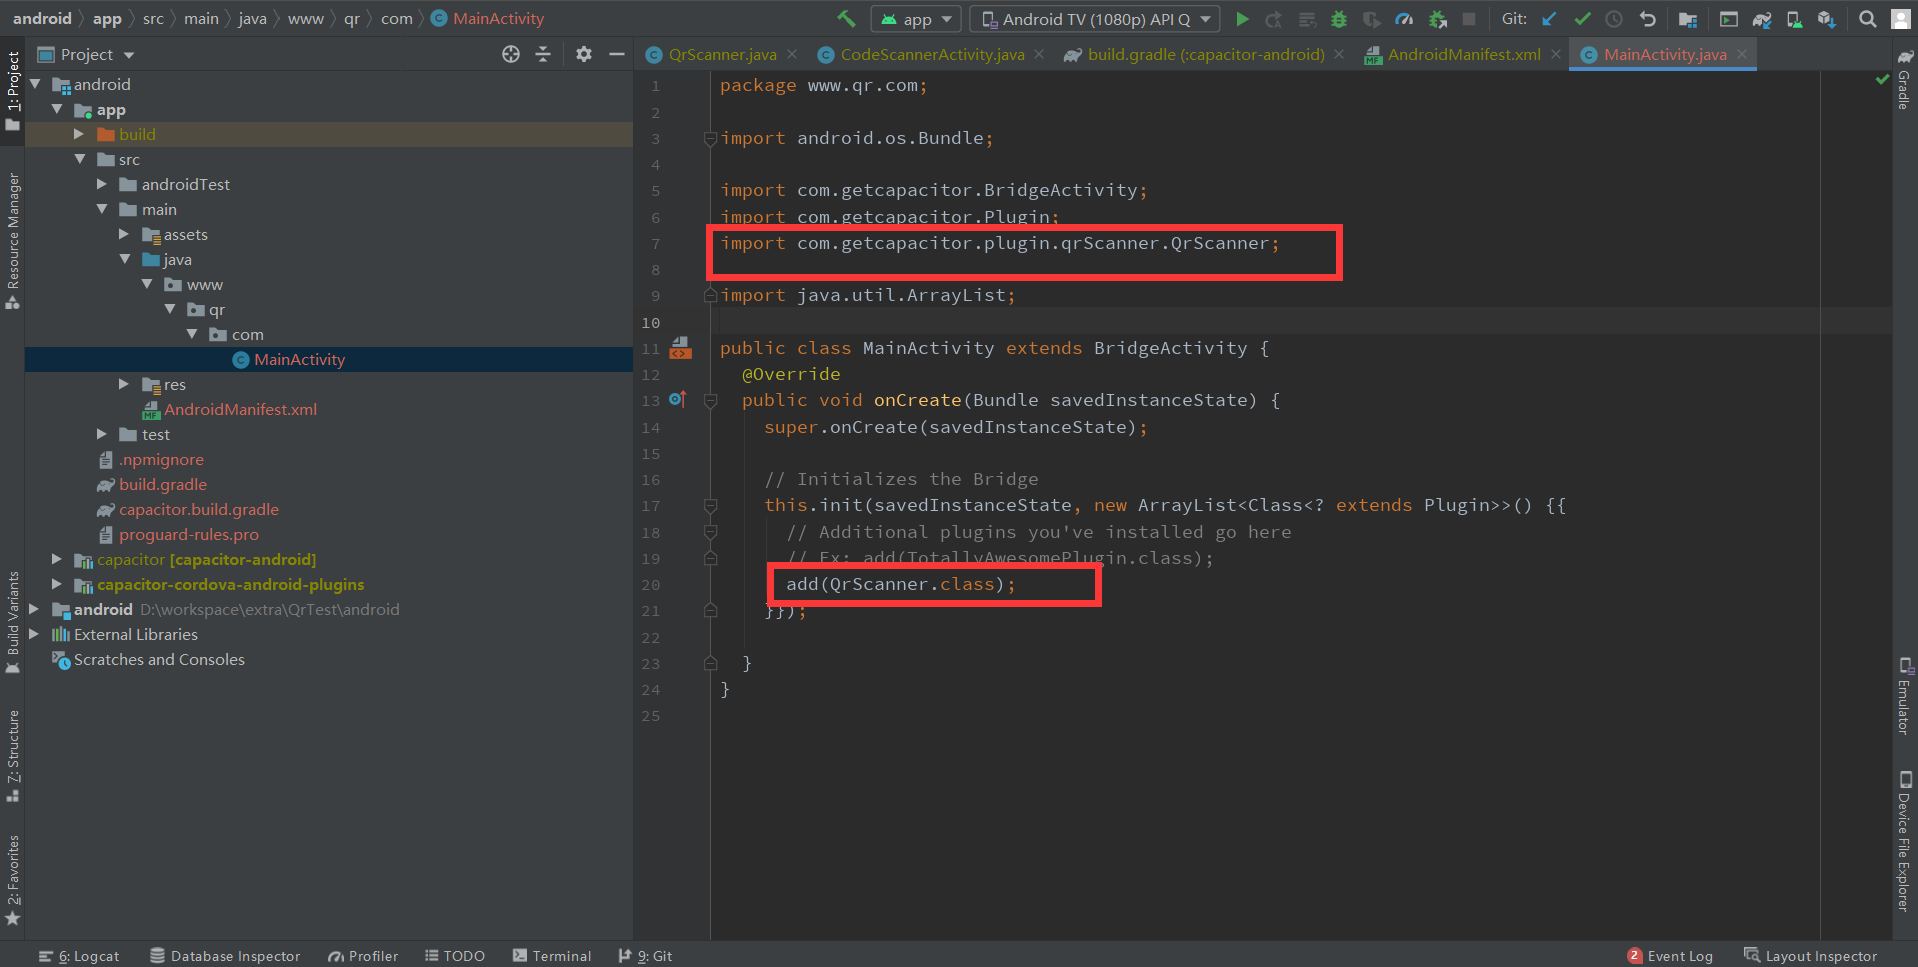 android app src main java www qr com MainActivity
app
Android TV (1080p) API Q
Git:
Project
QrScanner.java
CodeScannerActivity.java
build.gradle (:capacitor-android)
AndroidManifest.xml
MainActivity.java
1: Project
Resource Manager
Build Variants
7: Structure
2: Favorites
android
app
build
src
androidTest
main
assets
java
www
qr
com
MainActivity
res
AndroidManifest.xml
test
.npmignore
build.gradle
capacitor.build.gradle
proguard-rules.pro
capacitor [capacitor-android]
capacitor-cordova-android-plugins
android D:\workspace\extra\QrTest\android
External Libraries
Scratches and Consoles
1 package www.qr.com;
2
3 import android.os.Bundle;
4
5 import com.getcapacitor.BridgeActivity;
6 import com.getcapacitor.Plugin;
7 import com.getcapacitor.plugin.qrScanner.QrScanner;
8
9 import java.util.ArrayList;
10
11 public class MainActivity extends BridgeActivity {
12 @Override
13 public void onCreate(Bundle savedInstanceState) {
14 super.onCreate(savedInstanceState);
15
16 // Initializes the Bridge
17 this.init(savedInstanceState, new ArrayList<Class<? extends Plugin>>() {{
18 // Additional plugins you've installed go here
19 // Ex: add(TotallyAwesomePlugin.class);
20 add(QrScanner.class);
21 }});
22
23 }
24 }
25
Gradle
Emulator
Device File Explorer
6: Logcat
Database Inspector
Profiler
TODO
Terminal
9: Git
2 Event Log
Layout Inspector